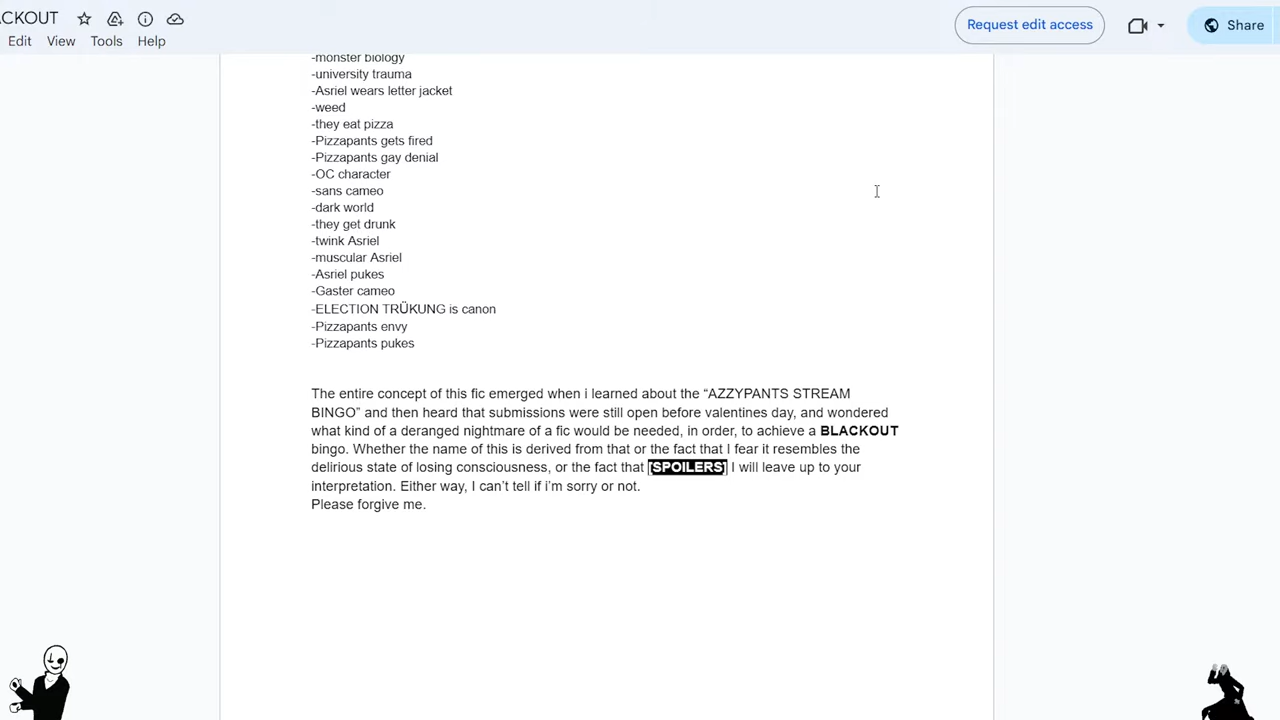 CKOUT
Request edit access
Share
Edit View Tools Help
-monster biology
-university trauma
-Asriel wears letter jacket
-weed
-they eat pizza
-Pizzapants gets fired
-Pizzapants gay denial
-OC character
-sans cameo
-dark world
-they get drunk
-twink Asriel
-muscular Asriel
-Asriel pukes
-Gaster cameo
-ELECTION TRÜKUNG is canon
-Pizzapants envy
-Pizzapants pukes
The entire concept of this fic emerged when i learned about the “AZZYPANTS STREAM
BINGO” and then heard that submissions were still open before valentines day, and wondered
what kind of a deranged nightmare of a fic would be needed, in order, to achieve a BLACKOUT
bingo. Whether the name of this is derived from that or the fact that I fear it resembles the
delirious state of losing consciousness, or the fact that [SPOILERS] I will leave up to your
interpretation. Either way, I can’t tell if i’m sorry or not.
Please forgive me.